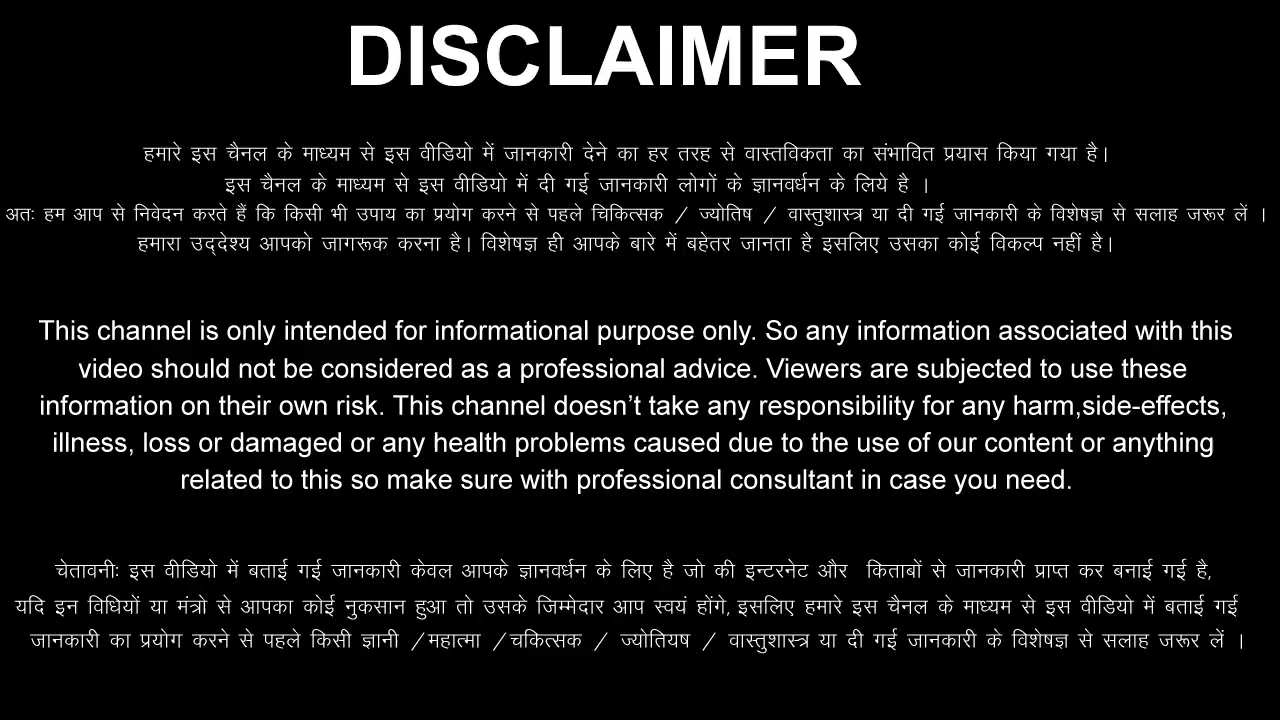 DISCLAIMER
हमारे इस चैनल के माध्यम से इस वीडियो में जानकारी देने का हर तरह से वास्तविकता का संभावित प्रयास किया गया है।
इस चैनल के माध्यम से इस वीडियो में दी गई जानकारी लोगों के ज्ञानवर्धन के लिये है ।
अतः हम आप से निवेदन करते हैं कि किसी भी उपाय का प्रयोग करने से पहले चिकित्सक / ज्योतिष / वास्तुशास्त्र या दी गई जानकारी के विशेषज्ञ से सलाह जरूर लें ।
हमारा उद्देश्य आपको जागरूक करना है। विशेषज्ञ ही आपके बारे में बहेतर जानता है इसलिए उसका कोई विकल्प नहीं है।
This channel is only intended for informational purpose only. So any information associated with this
video should not be considered as a professional advice. Viewers are subjected to use these
information on their own risk. This channel doesn’t take any responsibility for any harm,side-effects,
illness, loss or damaged or any health problems caused due to the use of our content or anything
related to this so make sure with professional consultant in case you need.
चेतावनीः इस वीडियो में बताई गई जानकारी केवल आपके ज्ञानवर्धन के लिए है जो की इन्टरनेट और किताबों से जानकारी प्राप्त कर बनाई गई है,
यदि इन विधियों या मंत्रो से आपका कोई नुकसान हुआ तो उसके जिम्मेदार आप स्वयं होंगे, इसलिए हमारे इस चैनल के माध्यम से इस वीडियो में बताई गई
जानकारी का प्रयोग करने से पहले किसी ज्ञानी /महात्मा /चकित्सक / ज्योतियष / वास्तुशास्त्र या दी गई जानकारी के विशेषज्ञ से सलाह जरूर लें ।